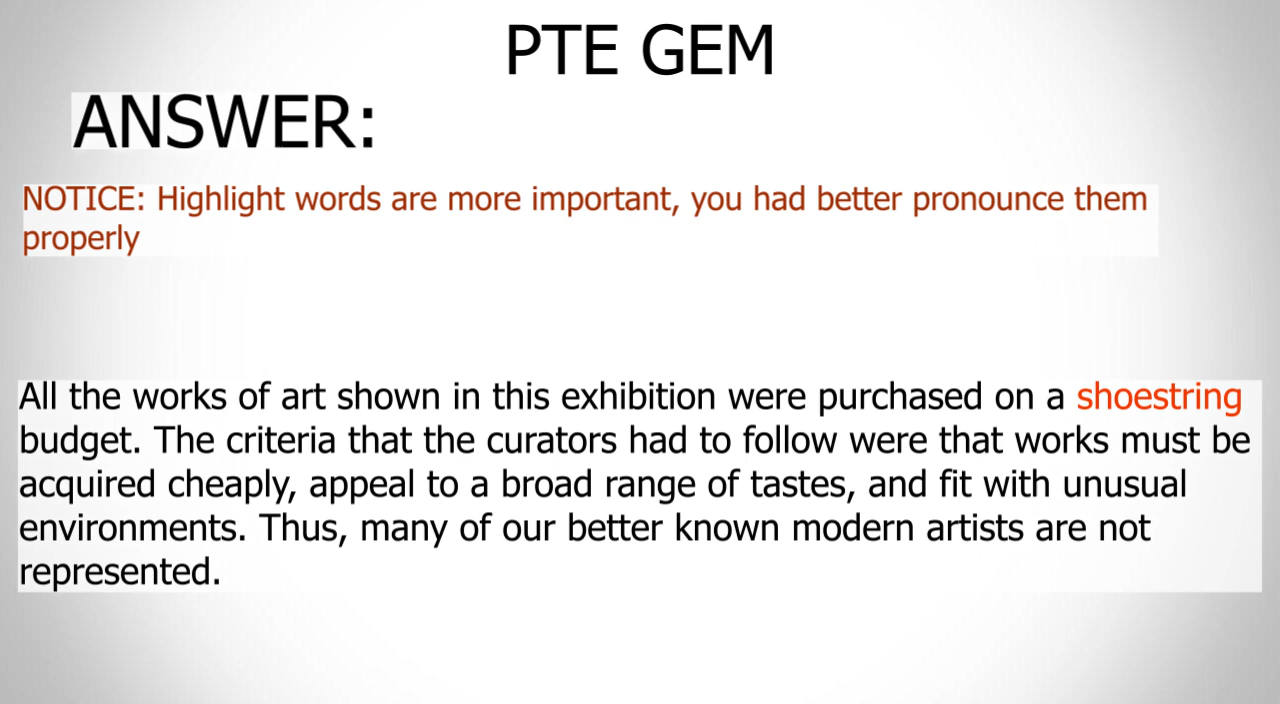 PTE GEM
ANSWER:
NOTICE: Highlight words are more important, you had better pronounce them
properly
All the works of art shown in this exhibition were purchased on a shoestring
budget. The criteria that the curators had to follow were that works must be
acquired cheaply, appeal to a broad range of tastes, and fit with unusual
environments. Thus, many of our better known modern artists are not
represented.